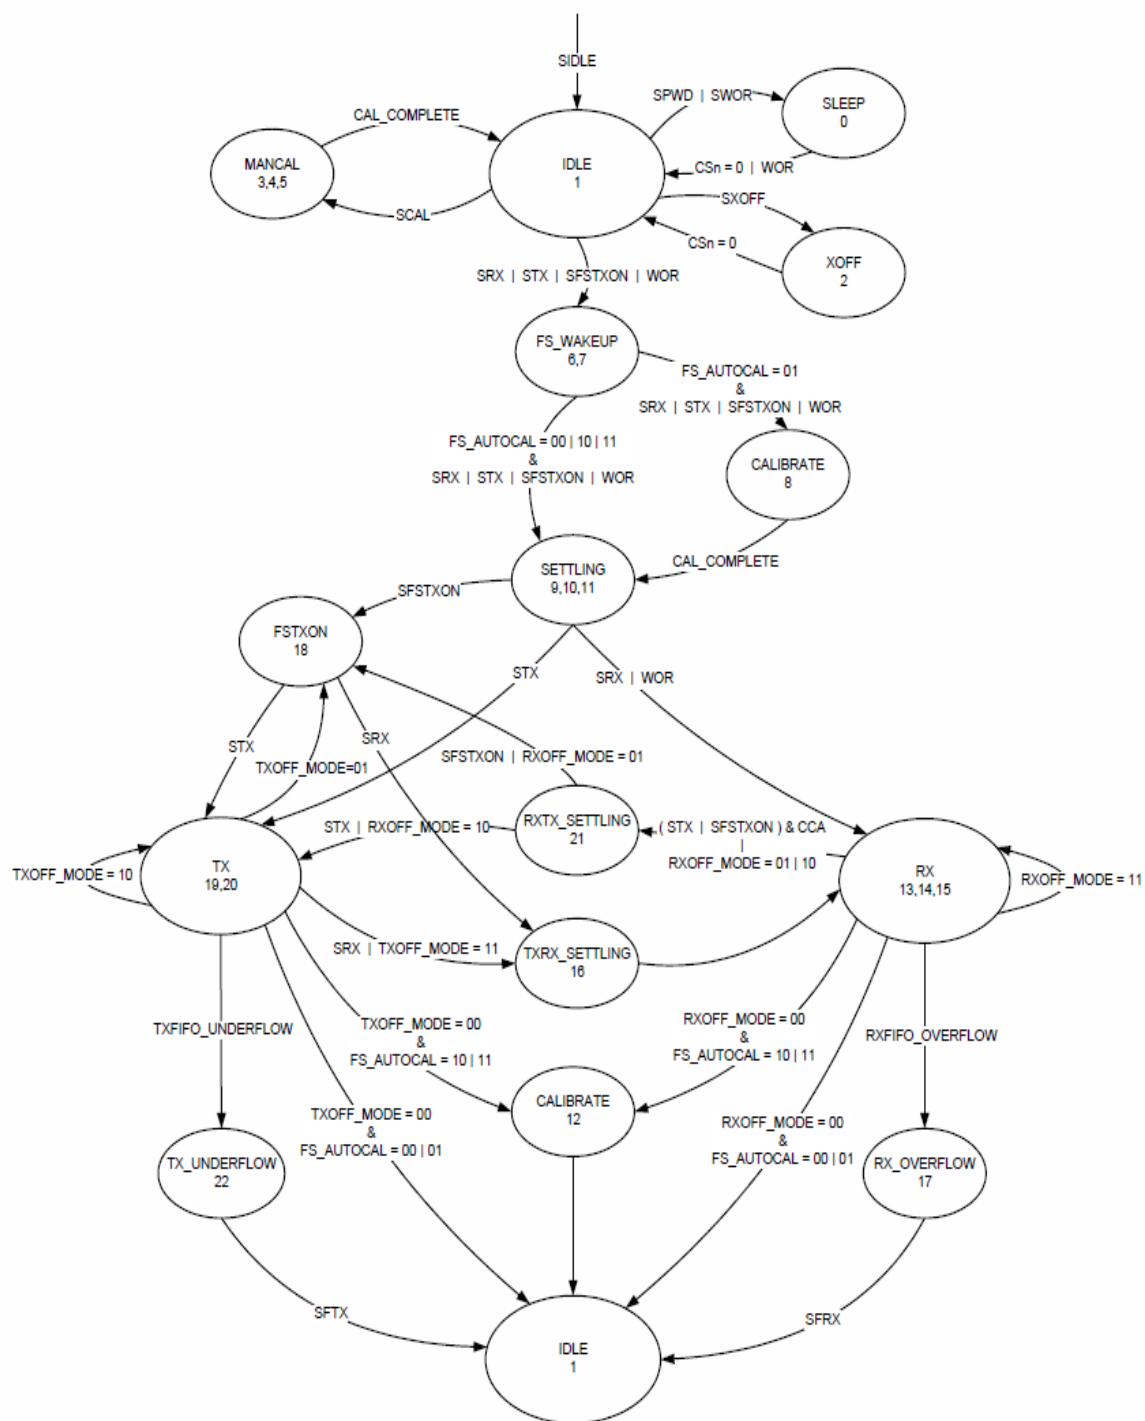 SIDLE
SPWD | SWOR
SLEEP
0
CAL_COMPLETE
MANCAL
3,4,5
IDLE
1
CSn = 0 | WOR
SXOFF
SCAL
CSn = 0
XOFF
2
SRX | STX | SFSTXON | WOR
FS_WAKEUP
6,7
FS_AUTOCAL = 01
&
SRX | STX | SFSTXON | WOR
FS_AUTOCAL = 00 | 10 | 11
&
SRX | STX | SFSTXON | WOR
CALIBRATE
8
CAL_COMPLETE
SETTLING
9,10,11
SFSTXON
FSTXON
18
STX
SRX | WOR
STX
SRX
TXOFF_MODE=01
SFSTXON | RXOFF_MODE = 01
RXTX_SETTLING
21
STX | RXOFF_MODE = 10
( STX | SFSTXON ) & CCA
|
RXOFF_MODE = 01 | 10
TXOFF_MODE = 10
TX
19,20
RX
13,14,15
RXOFF_MODE = 11
SRX | TXOFF_MODE = 11
TXRX_SETTLING
16
TXFIFO_UNDERFLOW
TXOFF_MODE = 00
&
FS_AUTOCAL = 10 | 11
RXOFF_MODE = 00
&
FS_AUTOCAL = 10 | 11
RXFIFO_OVERFLOW
CALIBRATE
12
TXOFF_MODE = 00
&
FS_AUTOCAL = 00 | 01
RXOFF_MODE = 00
&
FS_AUTOCAL = 00 | 01
TX_UNDERFLOW
22
RX_OVERFLOW
17
SFTX
SFRX
IDLE
1